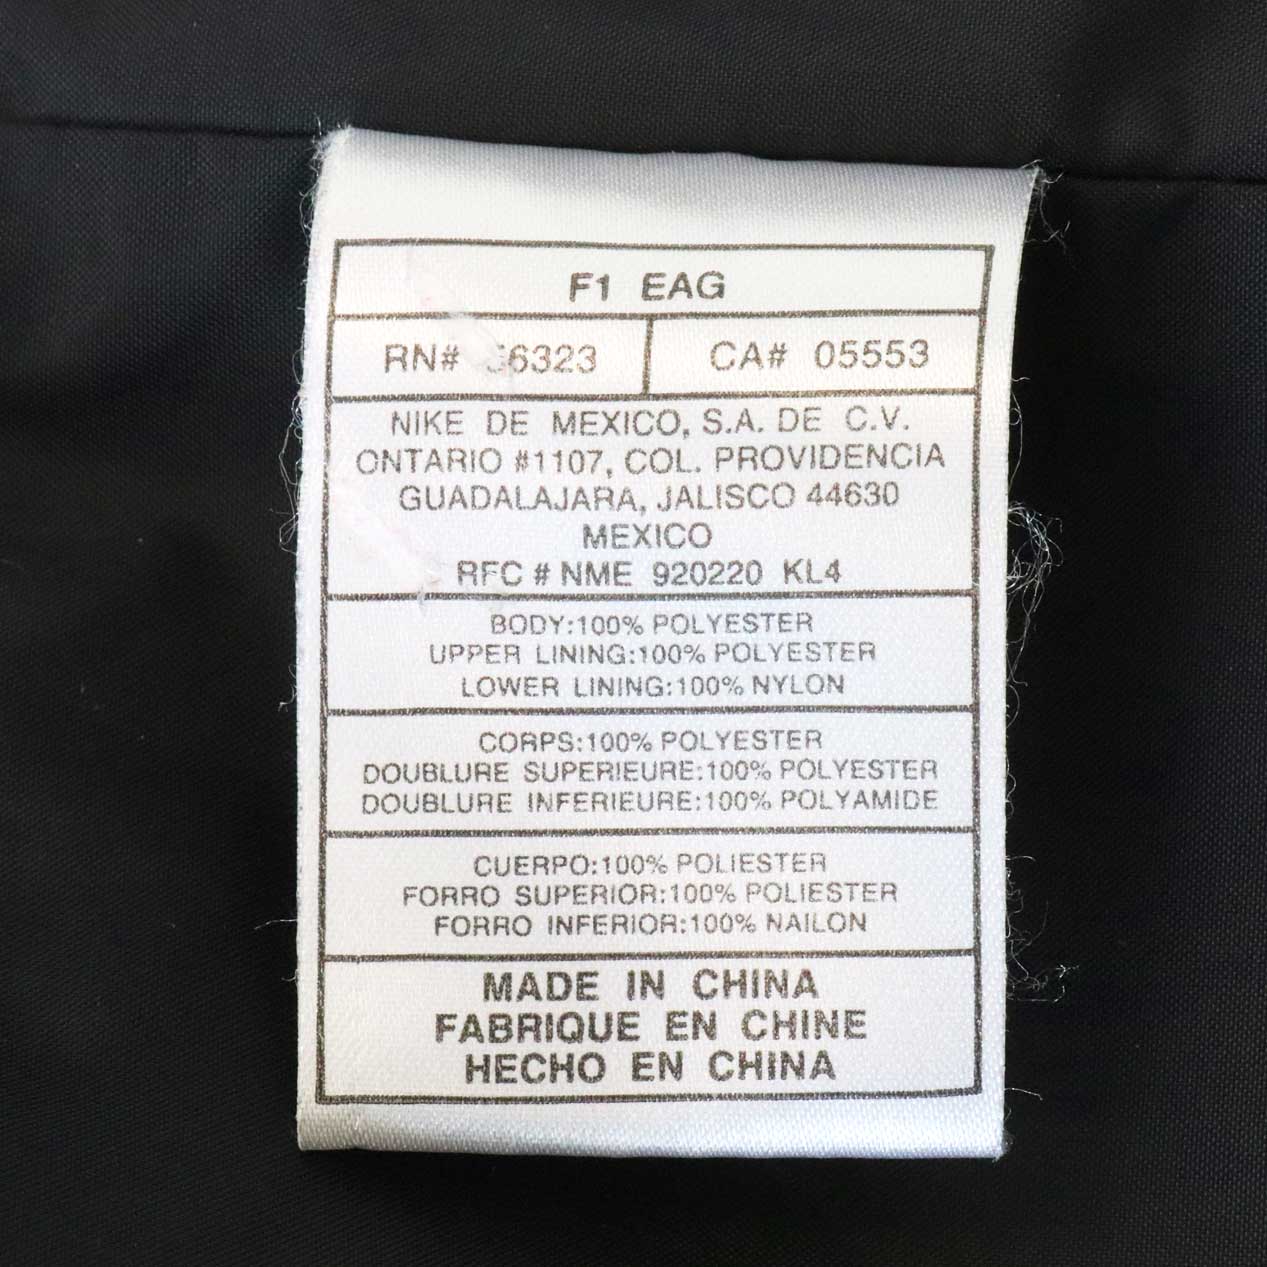 F1 EAG
RN# 56323
CA# 05553
NIKE DE MEXICO, S.A. DE C.V.
ONTARIO #1107, COL. PROVIDENCIA
GUADALAJARA, JALISCO 44630
MEXICO
RFC # NME 920220 KL4
BODY:100% POLYESTER
UPPER LINING:100% POLYESTER
LOWER LINING:100% NYLON
CORPS:100% POLYESTER
DOUBLURE SUPERIEURE:100% POLYESTER
DOUBLURE INFERIEURE:100% POLYAMIDE
CUERPO:100% POLIESTER
FORRO SUPERIOR:100% POLIESTER
FORRO INFERIOR:100% NAILON
MADE IN CHINA
FABRIQUE EN CHINE
HECHO EN CHINA